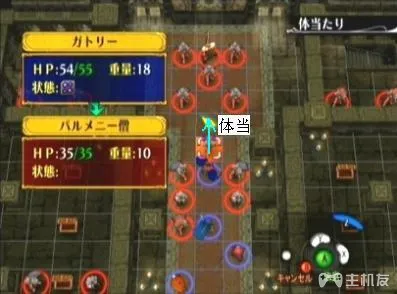 体当たり
ガトリー
HP:54/55 重量:18
状態:
体当
パルメニー僧
HP:35/35 重量:10
状態:
A
キャンセル
主机友